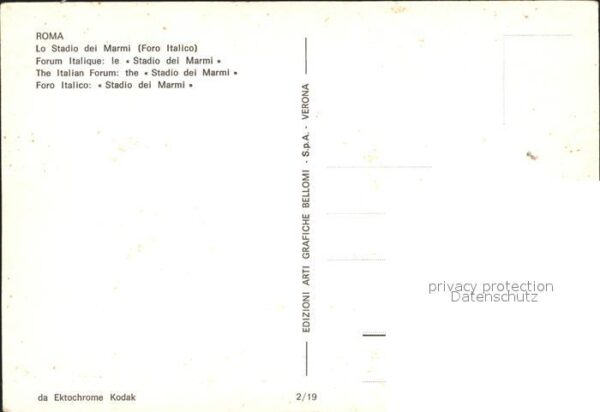 ROMA
Lo Stadio dei Marmi (Foro Italico)
Forum Italique: le « Stadio dei Marmi »
The Italian Forum: the « Stadio dei Marmi »
Foro Italico: « Stadio dei Marmi »
EDIZIONI ARTI GRAFICHE BELLOMI - S.p.A. - VERONA
privacy protection
Datenschutz
da Ektochrome Kodak
2/19